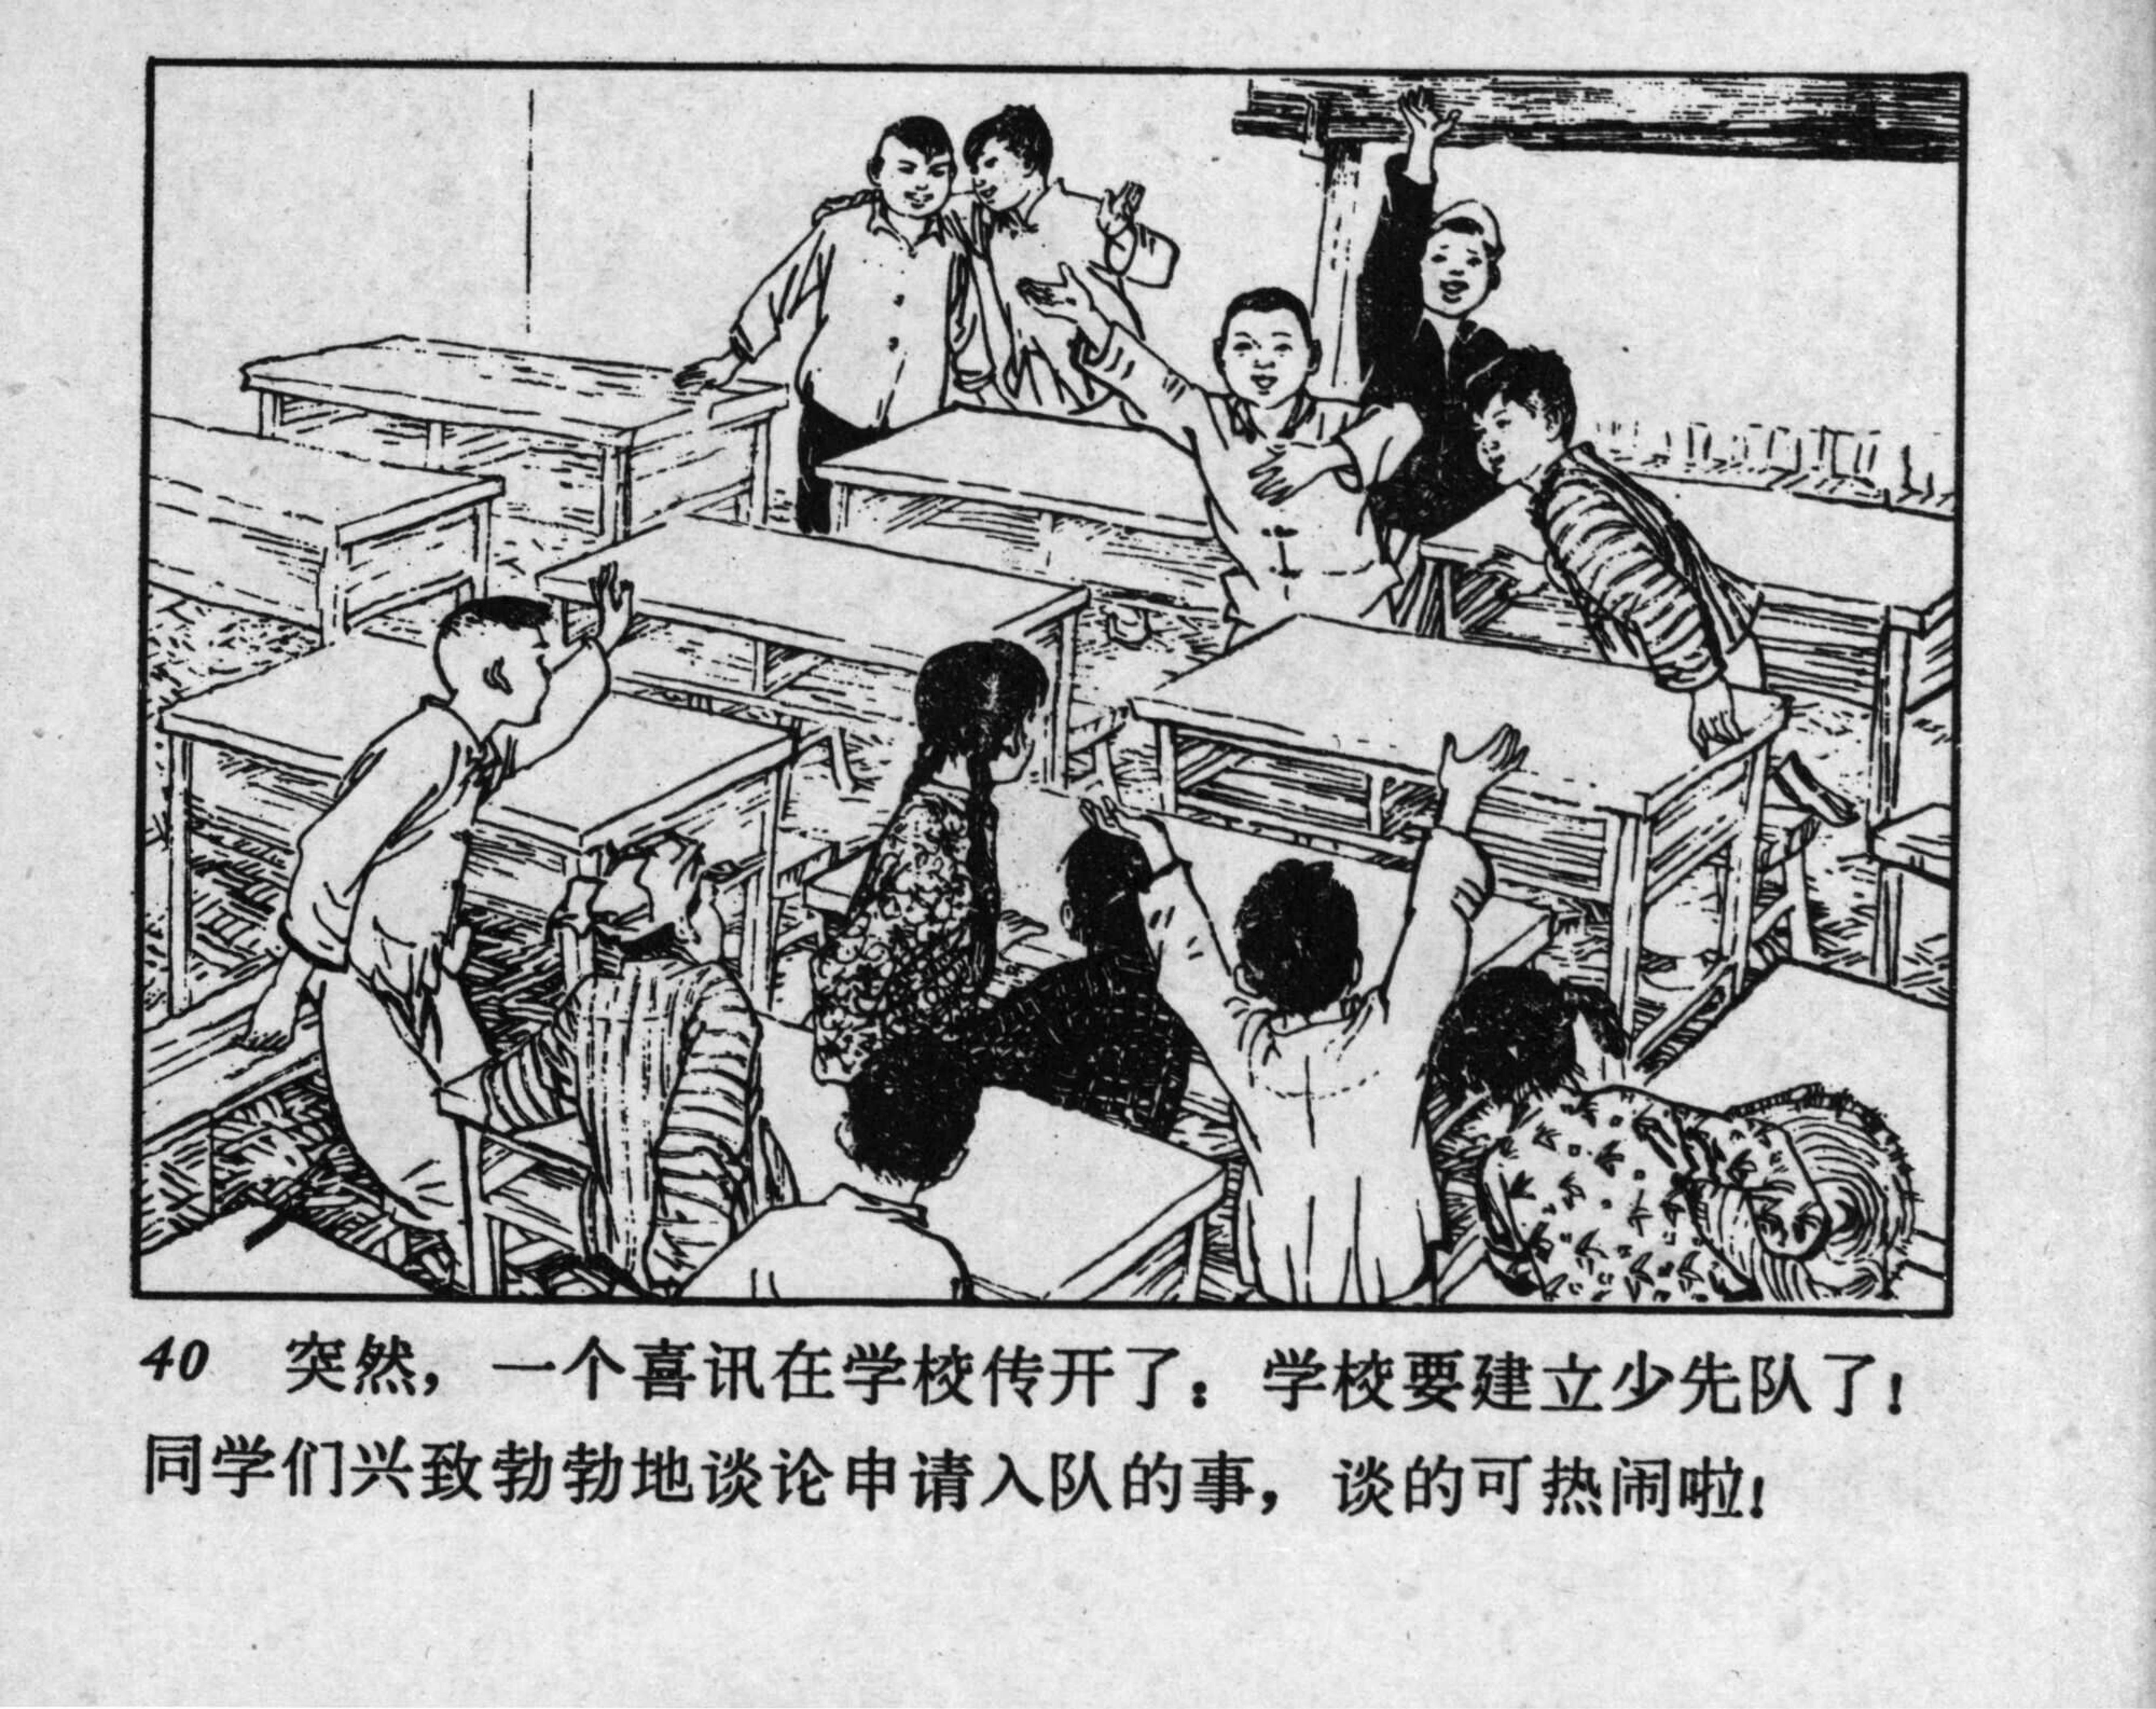 40 突然，一个喜讯在学校传开了：学校要建立少先队了！
同学们兴致勃勃地谈论申请入队的事，谈的可热闹啦！